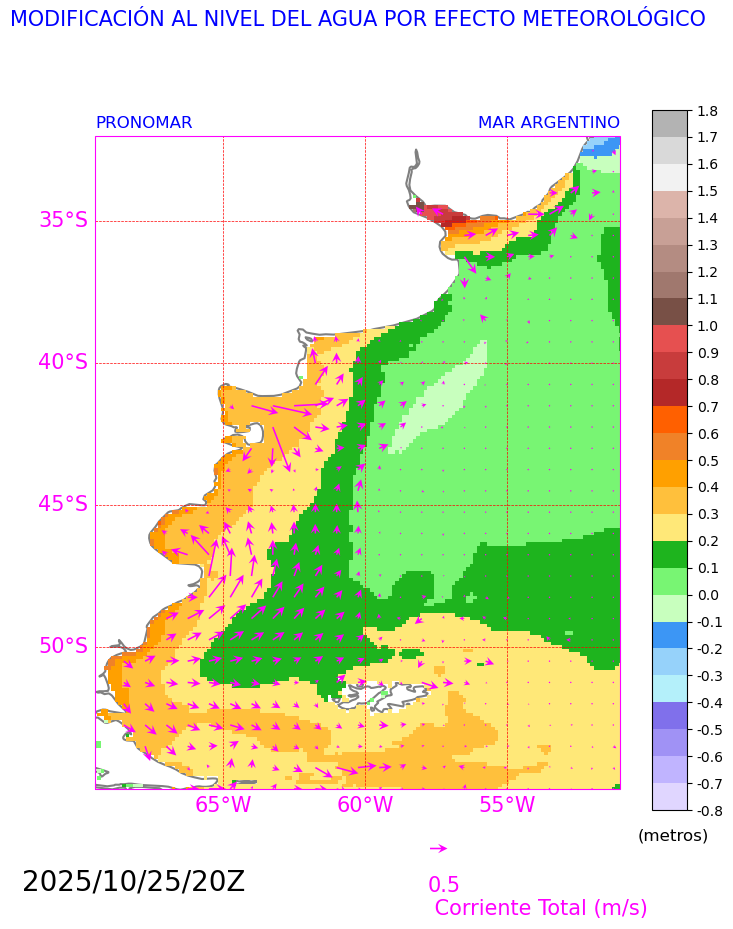 MODIFICACIÓN AL NIVEL DEL AGUA POR EFECTO METEOROLÓGICO
PRONOMAR MAR ARGENTINO
35°S
40°S
45°S
50°S
65°W 60°W 55°W
1.8
1.7
1.6
1.5
1.4
1.3
1.2
1.1
1.0
0.9
0.8
0.7
0.6
0.5
0.4
0.3
0.2
0.1
0.0
-0.1
-0.2
-0.3
-0.4
-0.5
-0.6
-0.7
-0.8
(metros)
2025/10/25/20Z
0.5
Corriente Total (m/s)